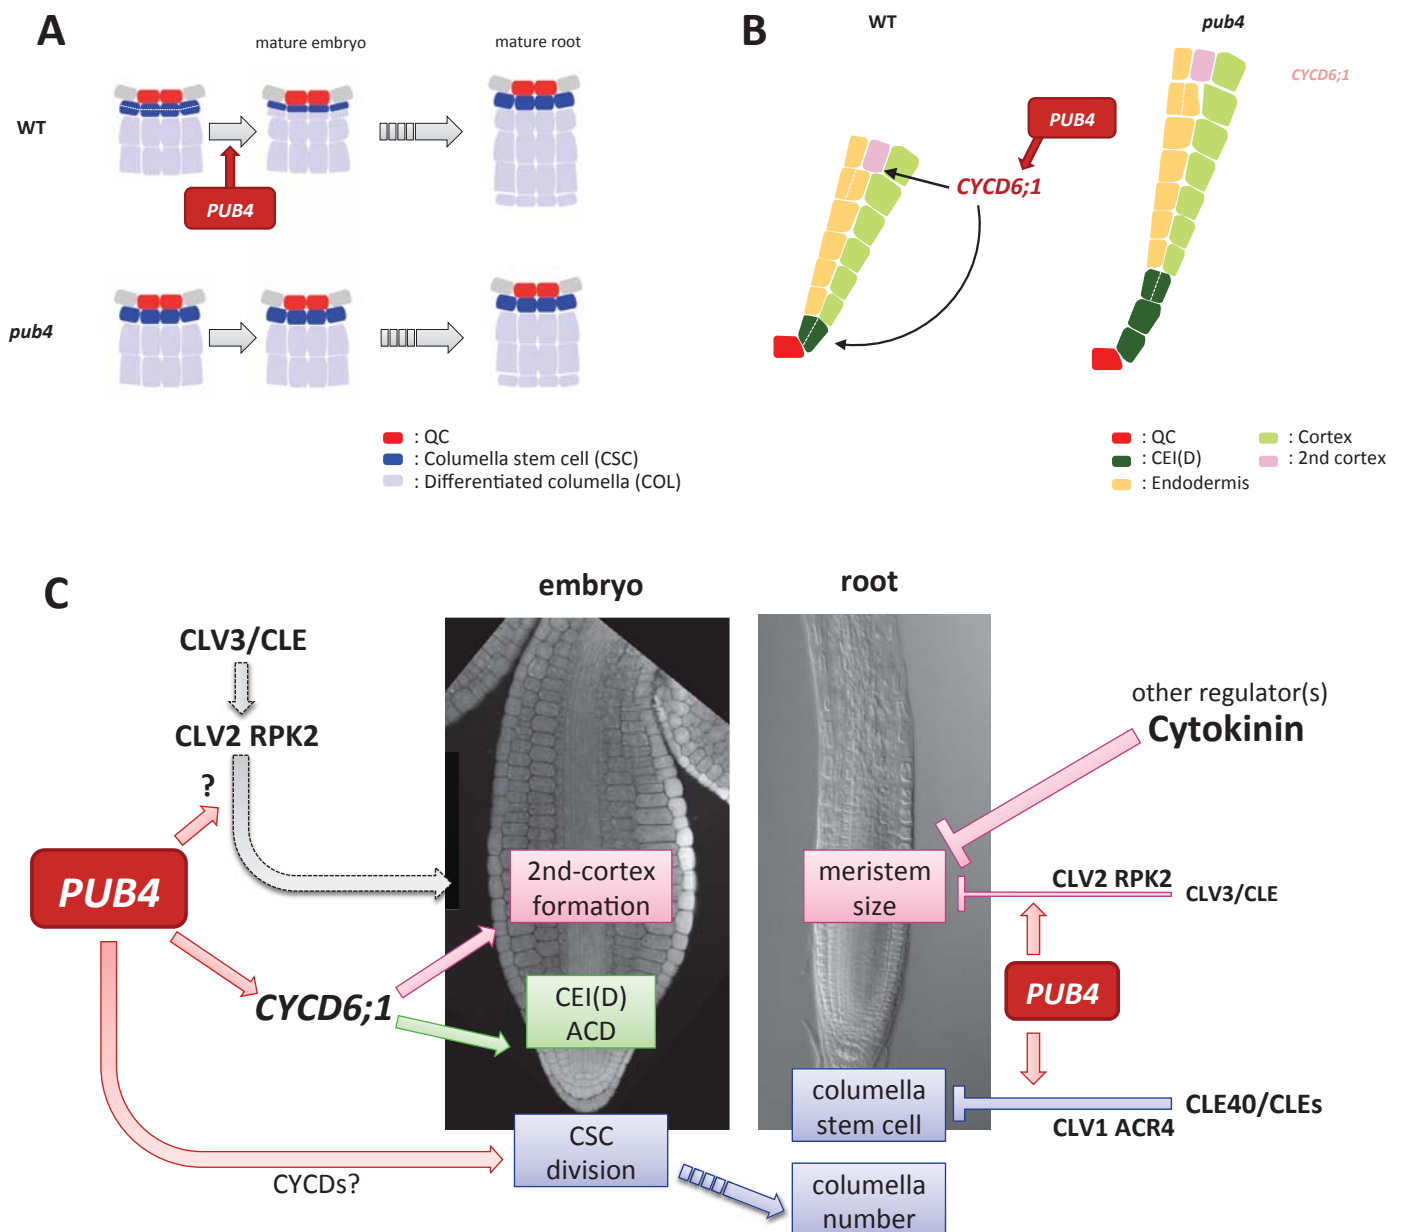 A
mature embryo
mature root
WT
PUB4
pub4
: QC
: Columella stem cell (CSC)
: Differentiated columella (COL)
B
WT
pub4
CYCD6;1
PUB4
CYCD6;1
: QC
: Cortex
: CEI(D)
: 2nd cortex
: Endodermis
C
embryo
root
CLV3/CLE
CLV2 RPK2
?
PUB4
CYCD6;1
CYCDs?
2nd-cortex
formation
CEI(D)
ACD
CSC
division
other regulator(s)
Cytokinin
meristem
size
CLV2 RPK2
CLV3/CLE
PUB4
columella
stem cell
CLE40/CLEs
CLV1 ACR4
columella
number